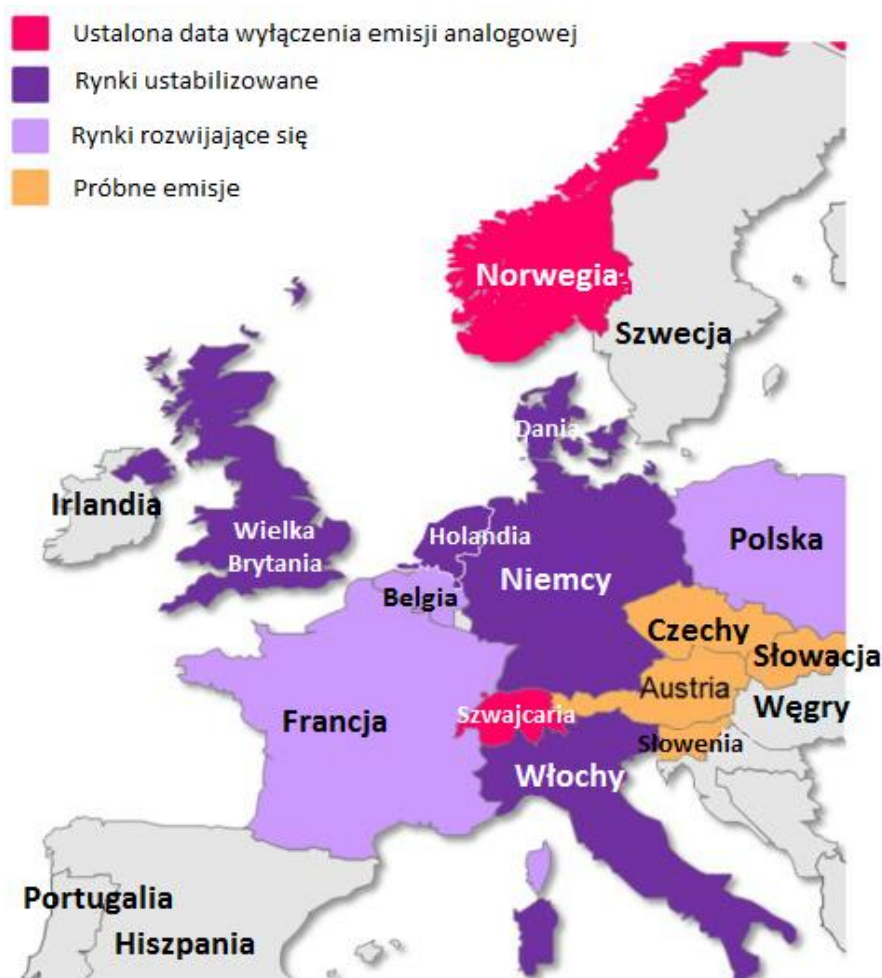 Ustalona data wyłączenia emisji analogowej
Rynki ustabilizowane
Rynki rozwijające się
Próbne emisje
Norwegia
Szwecja
Dania
Irlandia
Wielka
Brytania
Holandia
Polska
Niemcy
Belgia
Czechy
Słowacja
Austria
Węgry
Francja
Szwajcaria
Słowenia
Włochy
Portugalia
Hiszpania